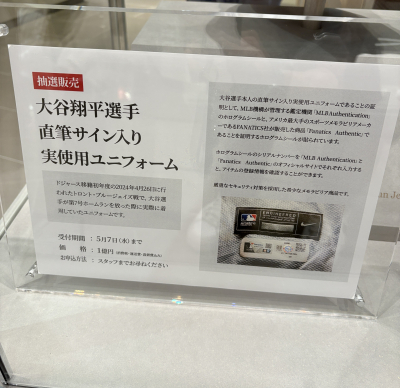 抽選販売
大谷翔平選手
直筆サイン入り
実使用ユニフォーム
ドジャース移籍初年度の2024年4月26日に行
われたトロント・ブルージェイズ戦で、大谷選
手が第7号ホームランを放った際に実際に着
用していたユニフォームです。
受付期間 : 5月7日(水)まで
価 格 : 1億円
お申込方法 : スタッフまでお尋ねください
大谷選手本人の直筆サイン入り実使用ユニフォームであることの証
明として、MLB機構が管理する鑑定機関「MLB Authentication」
のホログラムシールと、アメリカ最大手のスポーツメモラビリアメーカ
ーであるFANATICS社が販売した商品「Fanatics Authentic」で
あることを証明するホログラムシールが貼られています。
ホログラムシールのシリアルナンバーを「MLB Authentication」と
「Fanatics Authentic」のオフィシャルサイトでそれぞれ入力する
と、アイテムの登録情報を確認することができます。
厳重なセキュリティ対策を採用した希少なメモラビリア商品です。